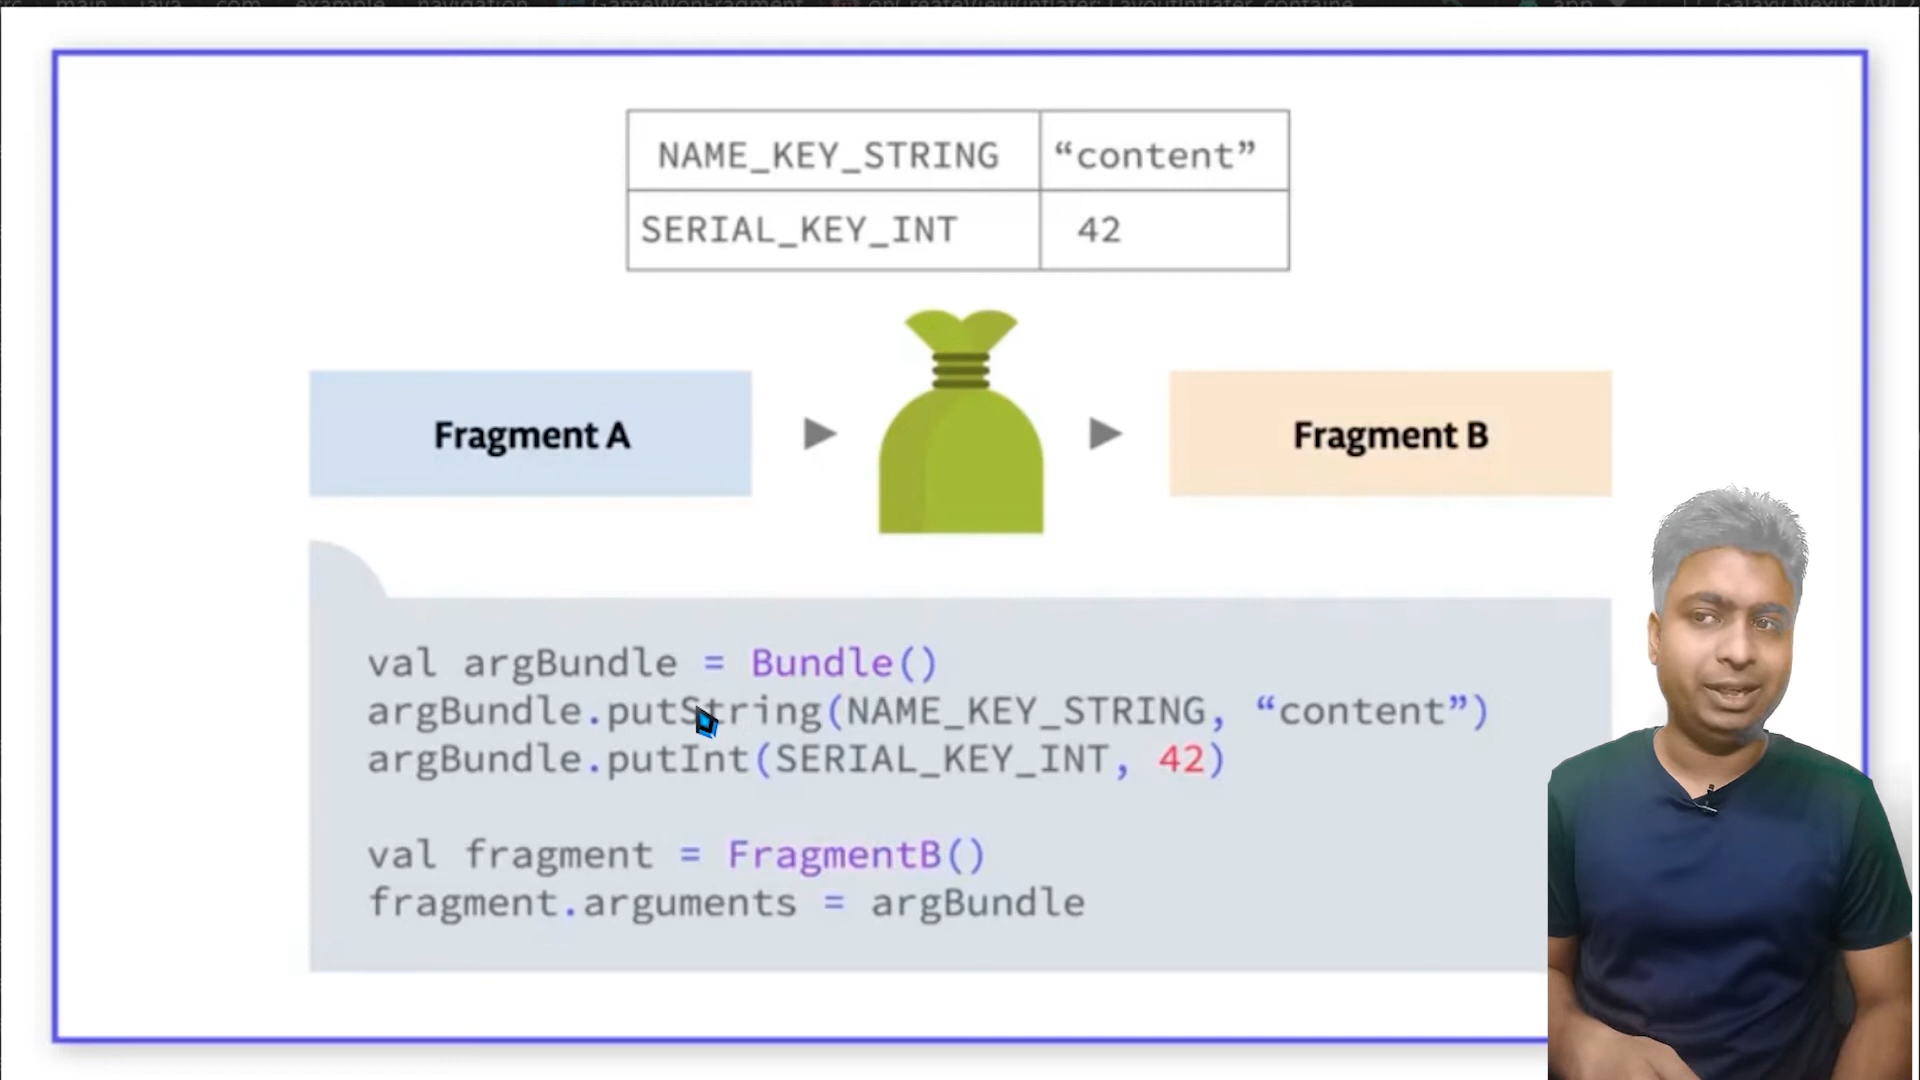 NAME_KEY_STRING “content”
SERIAL_KEY_INT 42
Fragment A
Fragment B
val argBundle = Bundle()
argBundle.putString(NAME_KEY_STRING, “content”)
argBundle.putInt(SERIAL_KEY_INT, 42)
val fragment = FragmentB()
fragment.arguments = argBundle